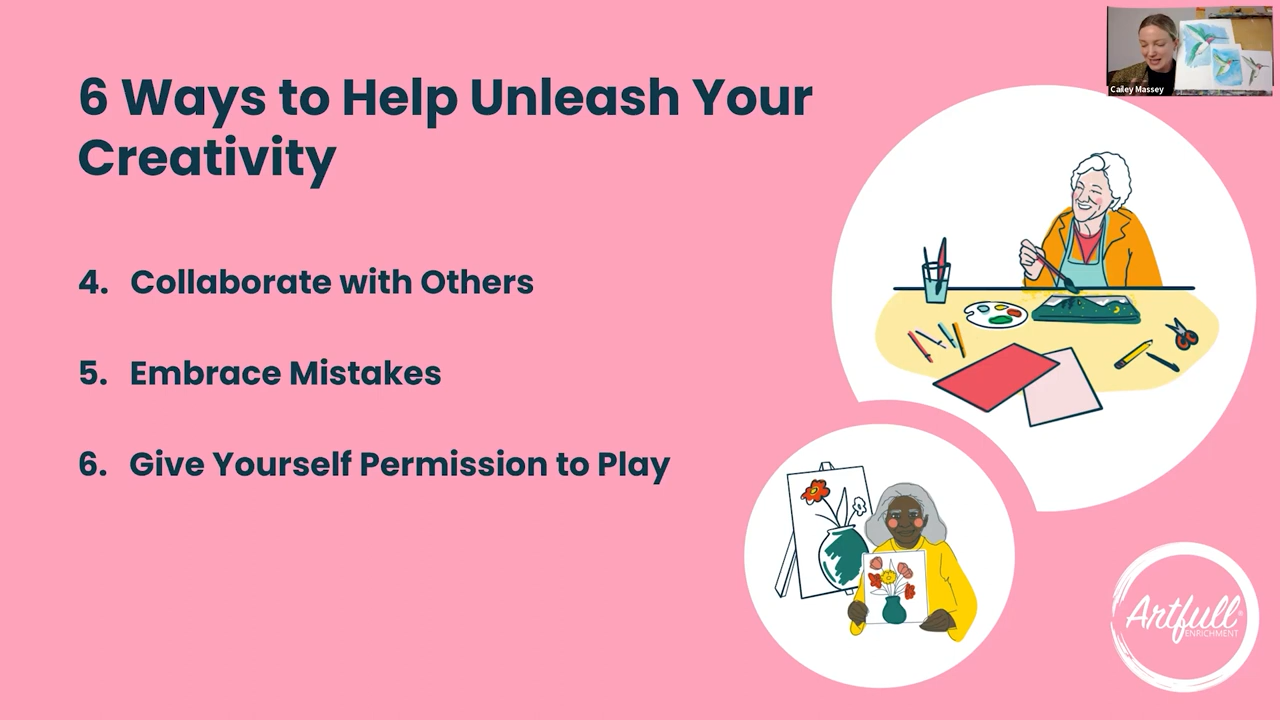 Cailey Massey
6 Ways to Help Unleash Your
Creativity
4. Collaborate with Others
5. Embrace Mistakes
6. Give Yourself Permission to Play
Artfull®
ENRICHMENT